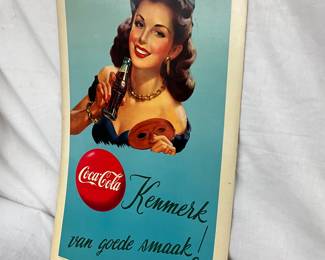 Coca-Cola
Kenmerk
van goede smaak!